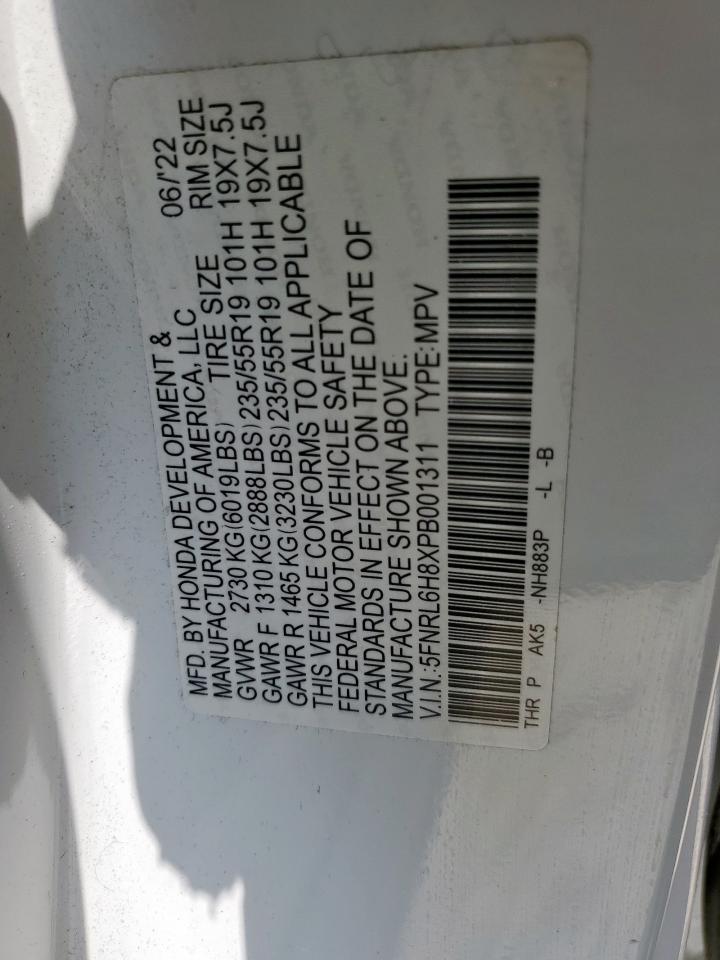 MFD. BY HONDA DEVELOPMENT & 06/'22
MANUFACTURING OF AMERICA, LLC
GVWR 2730 KG(6019LBS) TIRE SIZE RIM SIZE
GAWR F 1310 KG(2888LBS) 235/55R19 101H 19X7.5J
GAWR R 1465 KG(3230LBS) 235/55R19 101H 19X7.5J
THIS VEHICLE CONFORMS TO ALL APPLICABLE
FEDERAL MOTOR VEHICLE SAFETY
STANDARDS IN EFFECT ON THE DATE OF
MANUFACTURE SHOWN ABOVE.
V.I.N.:5FNRL6H8XPB001311 TYPE:MPV
THR P AK5 -NH883P -L -B